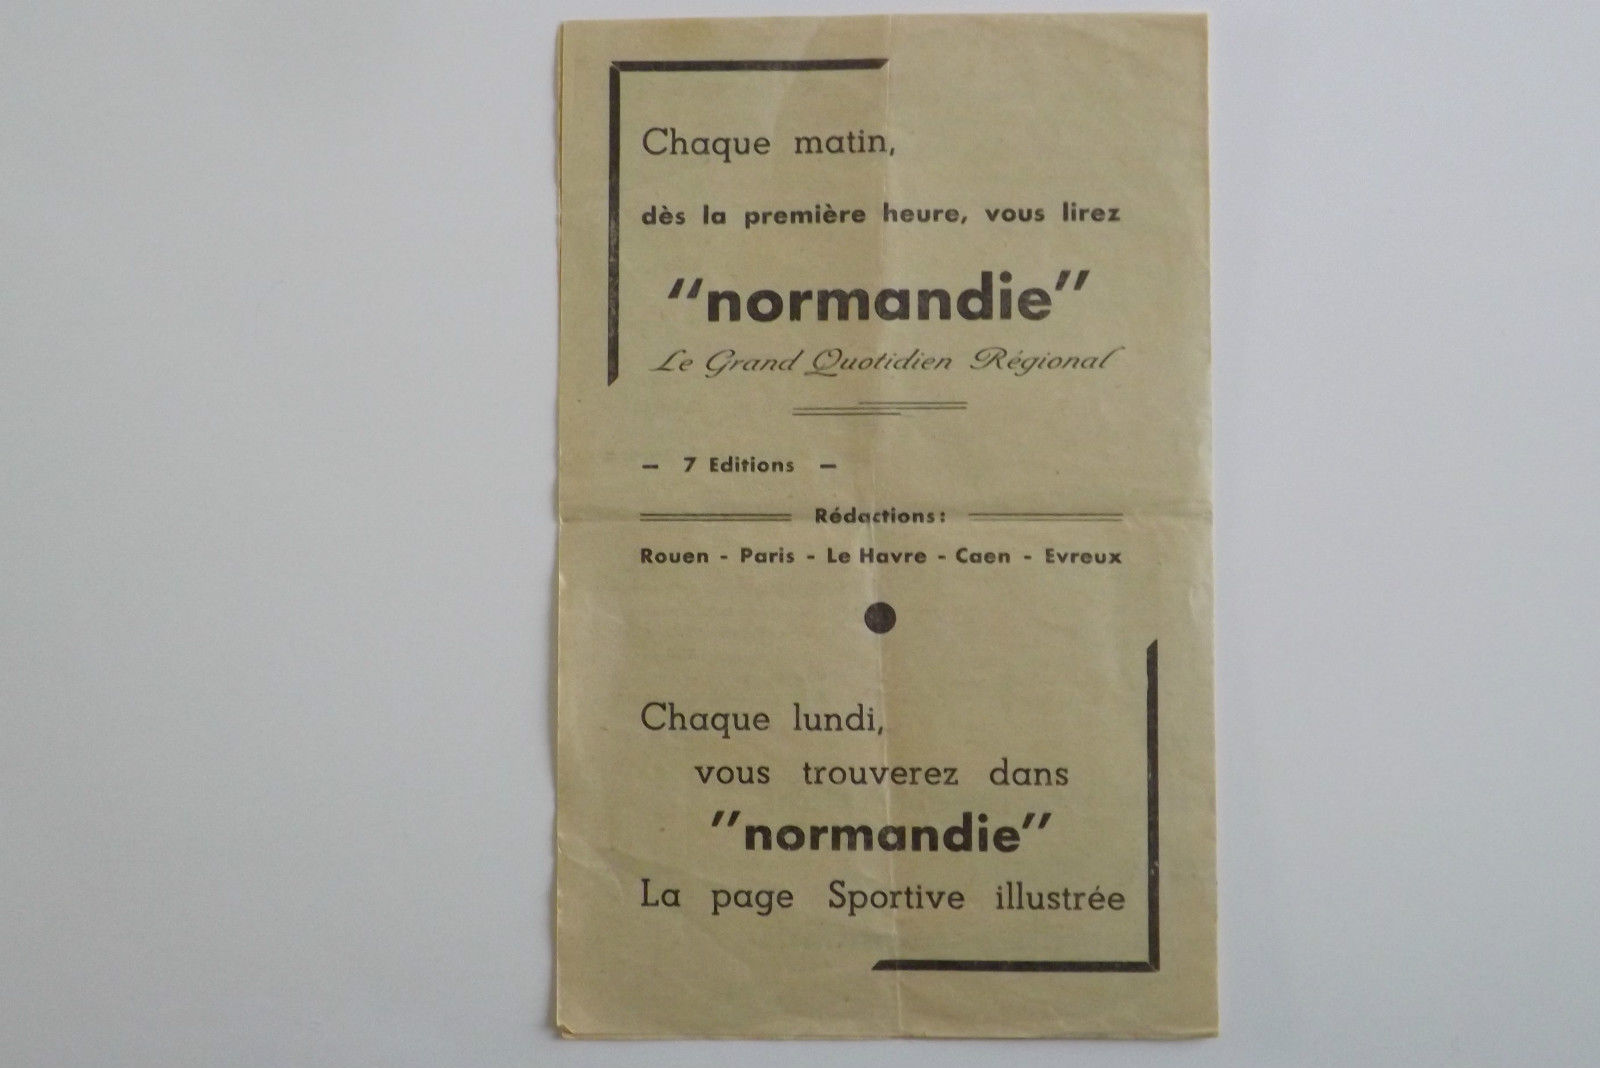 Chaque matin,
dès la première heure, vous lirez
"normandie"
Le Grand Quotidien Régional
— 7 Editions —
Rédactions:
Rouen - Paris - Le Havre - Caen - Evreux
Chaque lundi,
vous trouverez dans
"normandie"
La page Sportive illustrée